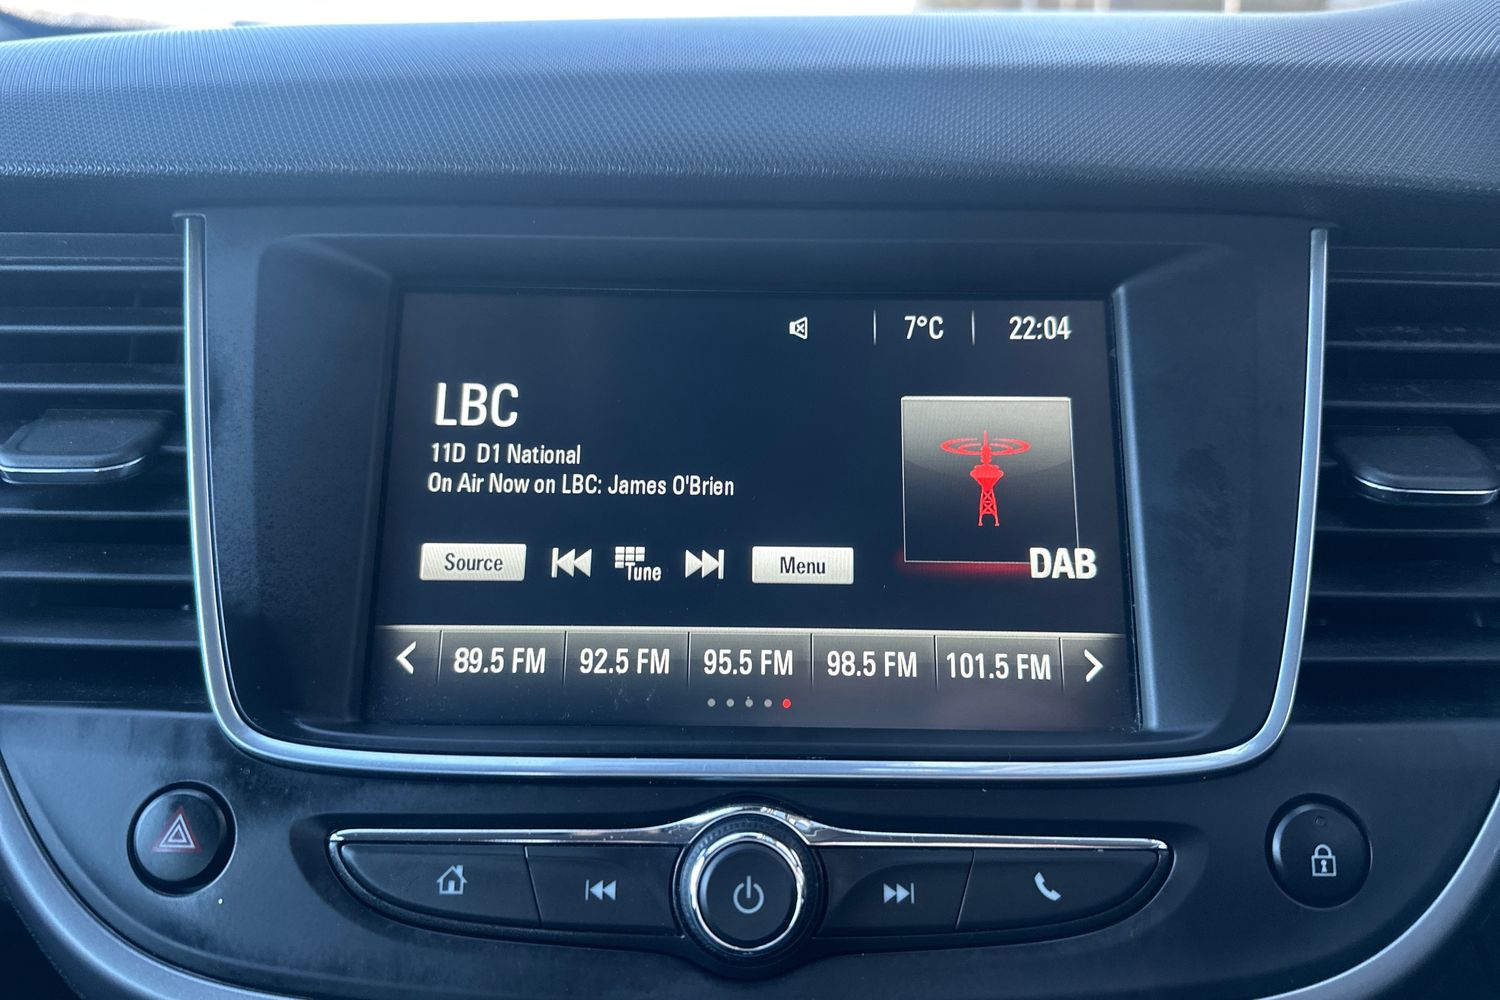 7°C 22:04
LBC
11D D1 National
On Air Now on LBC: James O'Brien
DAB
Source Tune Menu
89.5 FM 92.5 FM 95.5 FM 98.5 FM 101.5 FM